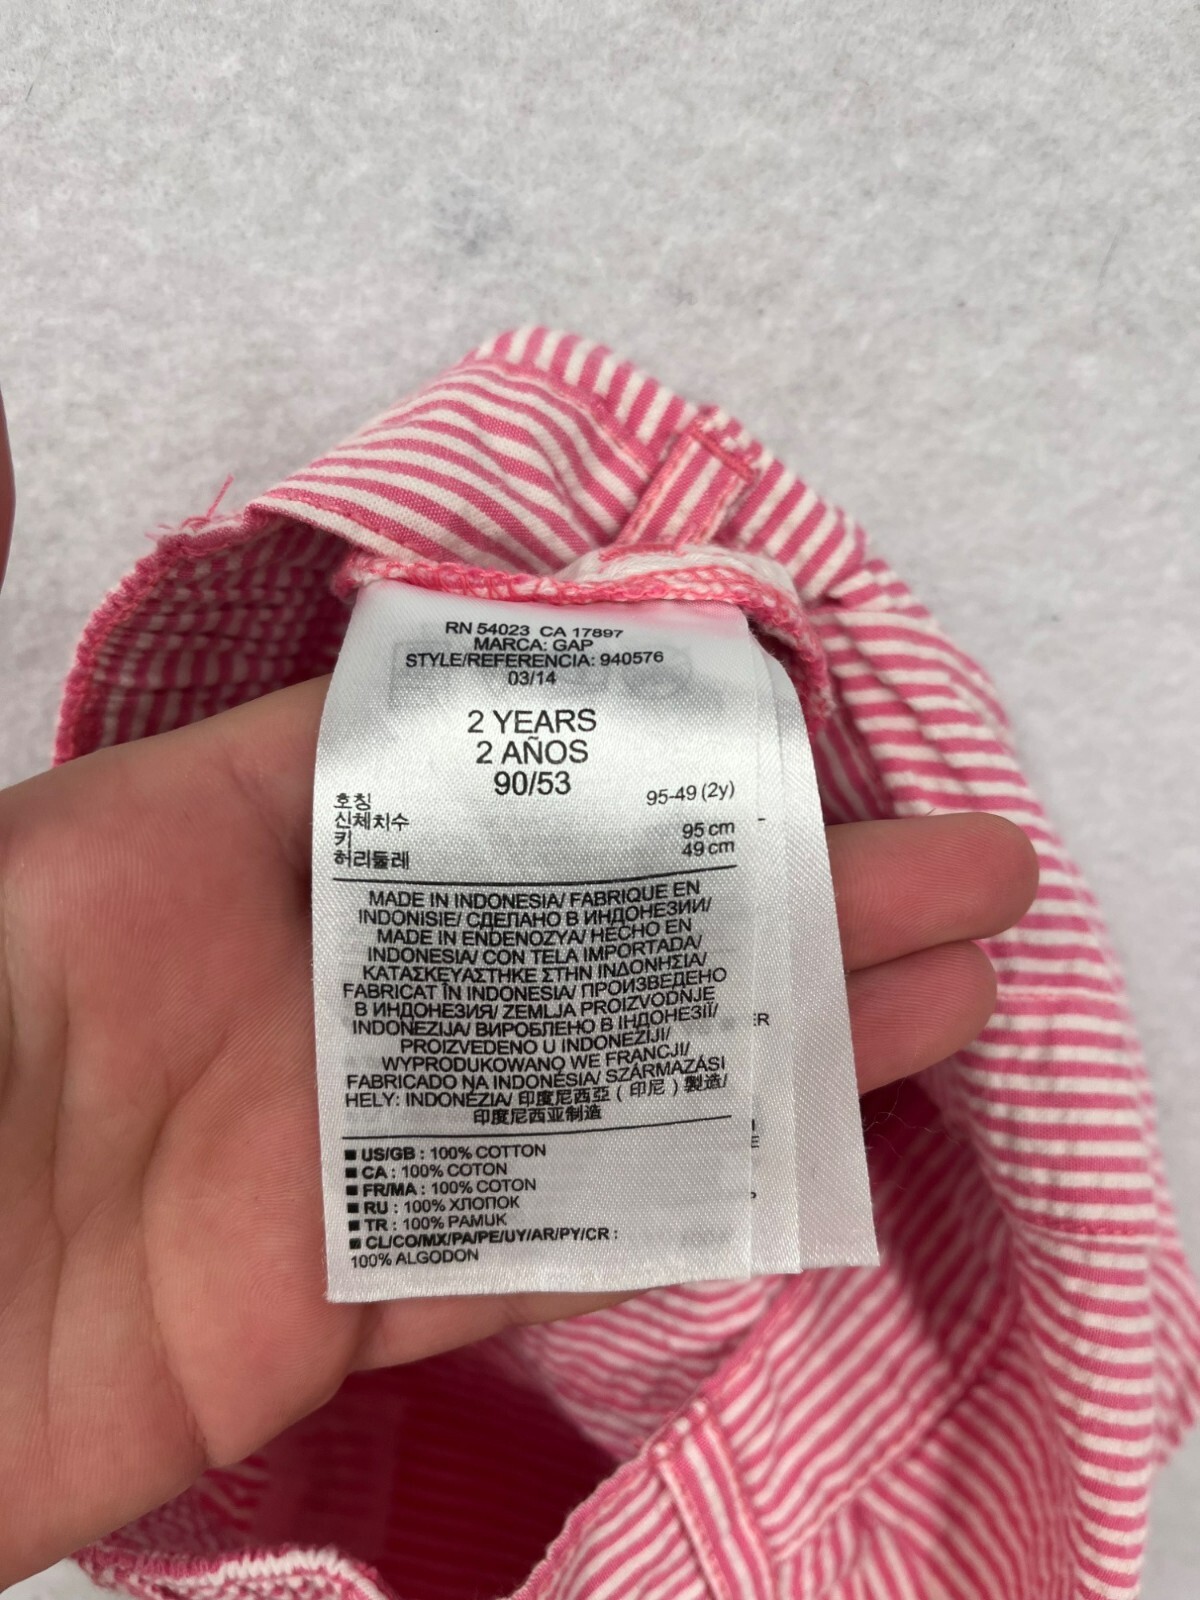 RN 54023 CA 17897
MARCA: GAP
STYLE/REFERENCIA: 940576
03/14
2 YEARS
2 AÑOS
90/53
호칭 95-49 (2y)
신체치수
키 95 cm
허리둘레 49 cm
MADE IN INDONESIA/ FABRIQUE EN
INDONISIE/ СДЕЛАНО В ИНДОНЕЗИИ/
MADE IN ENDENOZYA/ HECHO EN
INDONESIA/ CON TELA IMPORTADA/
ΚΑΤΑΣΚΕΥΑΣΤΗΚΕ ΣΤΗΝ ΙΝΔΟΝΗΣΙΑ/
FABRICAT ÎN INDONESIA/ ПРОИЗВЕДЕНО
В ИНДОНЕЗИЯ/ ZEMLJA PROIZVODNJE
INDONEZIJA/ ВИРОБЛЕНО В ІНДОНЕЗІЇ/
PROIZVEDENO U INDONEZIJI/
WYPRODUKOWANO WE FRANCJI/
FABRICADO NA INDONÉSIA/ SZÁRMAZÁSI
HELY: INDONÉZIA/ 印度尼西亞 (印尼) 製造/
印度尼西亚制造
■ US/GB : 100% COTTON
■ CA : 100% COTON
■ FR/MA : 100% COTON
■ RU : 100% ХЛОПОК
■ TR : 100% PAMUK
■ CL/CO/MX/PA/PE/UY/AR/PY/CR :
100% ALGODON